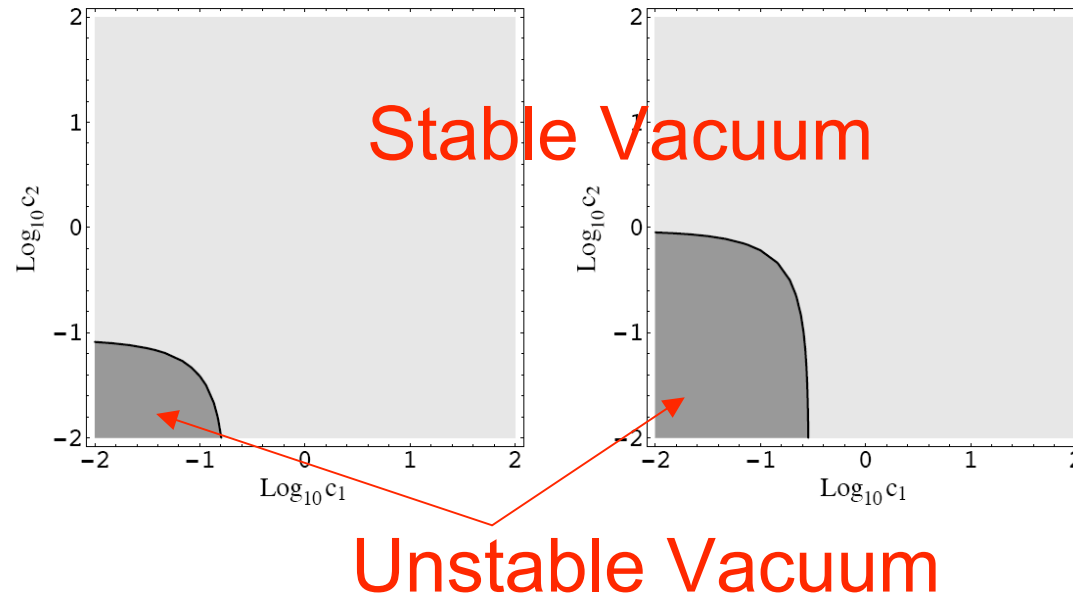 2
2
Stable Vacuum
1
1
Log₁₀c₂
Log₁₀c₂
0
0
−1
−1
−2
−2
−2 −1 0 1 2
−2 −1 0 1 2
Log₁₀c₁
Log₁₀c₁
Unstable Vacuum